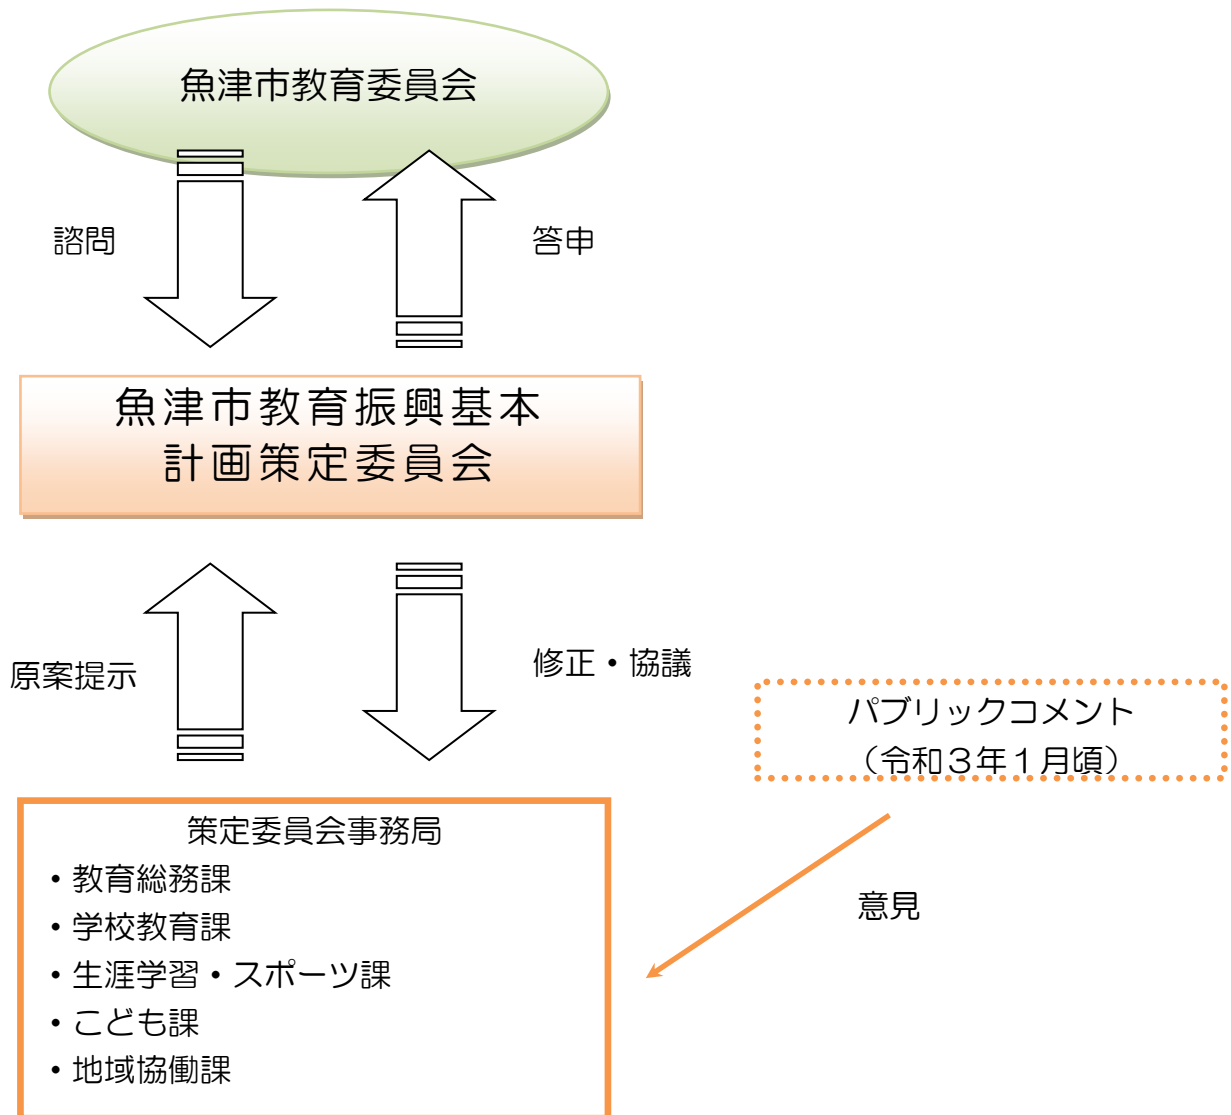 魚津市教育委員会
諮問
答申
魚津市教育振興基本
計画策定委員会
原案提示
修正・協議
パブリックコメント
（令和３年１月頃）
策定委員会事務局
・教育総務課
・学校教育課
・生涯学習・スポーツ課
・こども課
・地域協働課
意見